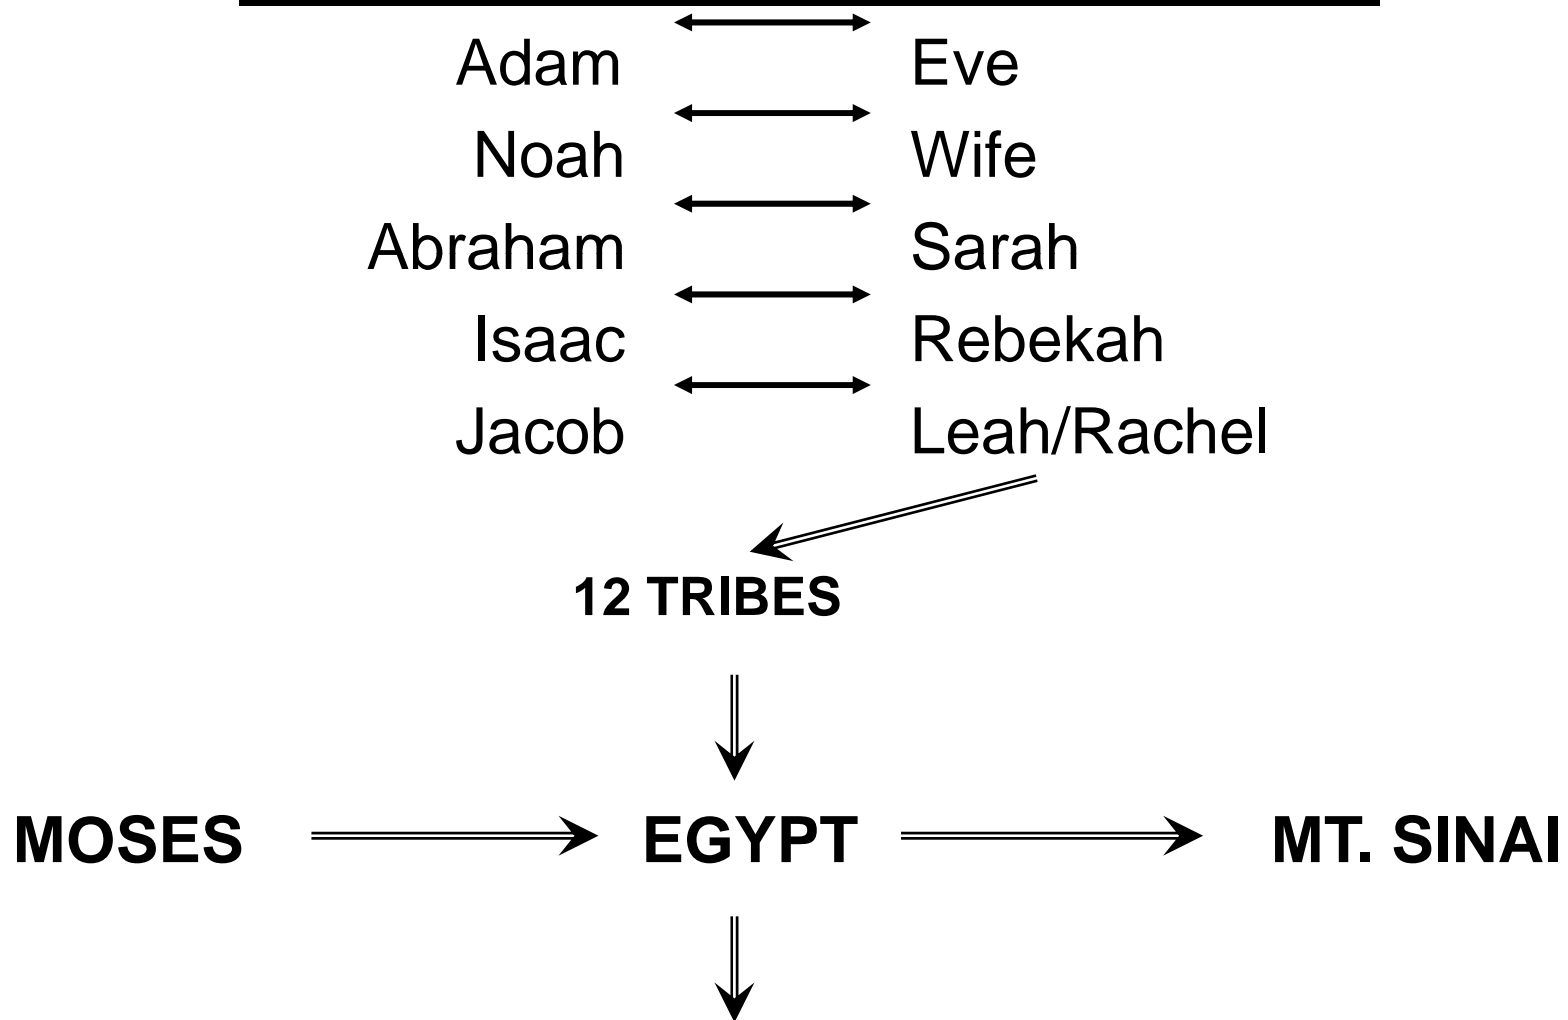 Adam Eve
Noah Wife
Abraham Sarah
Isaac Rebekah
Jacob Leah/Rachel
12 TRIBES
MOSES EGYPT MT. SINAI